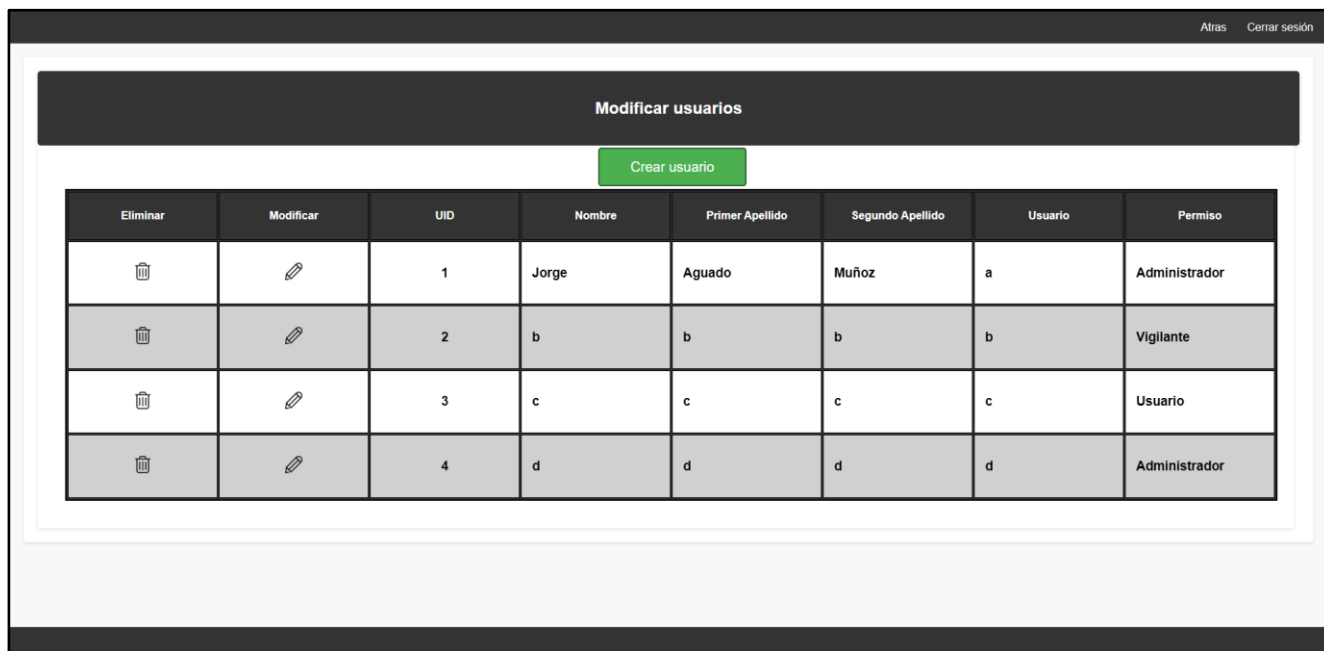 Atras Cerrar sesión
Modificar usuarios
Crear usuario
Eliminar Modificar UID Nombre Primer Apellido Segundo Apellido Usuario Permiso
1 Jorge Aguado Muñoz a Administrador
2 b b b b Vigilante
3 c c c c Usuario
4 d d d d Administrador